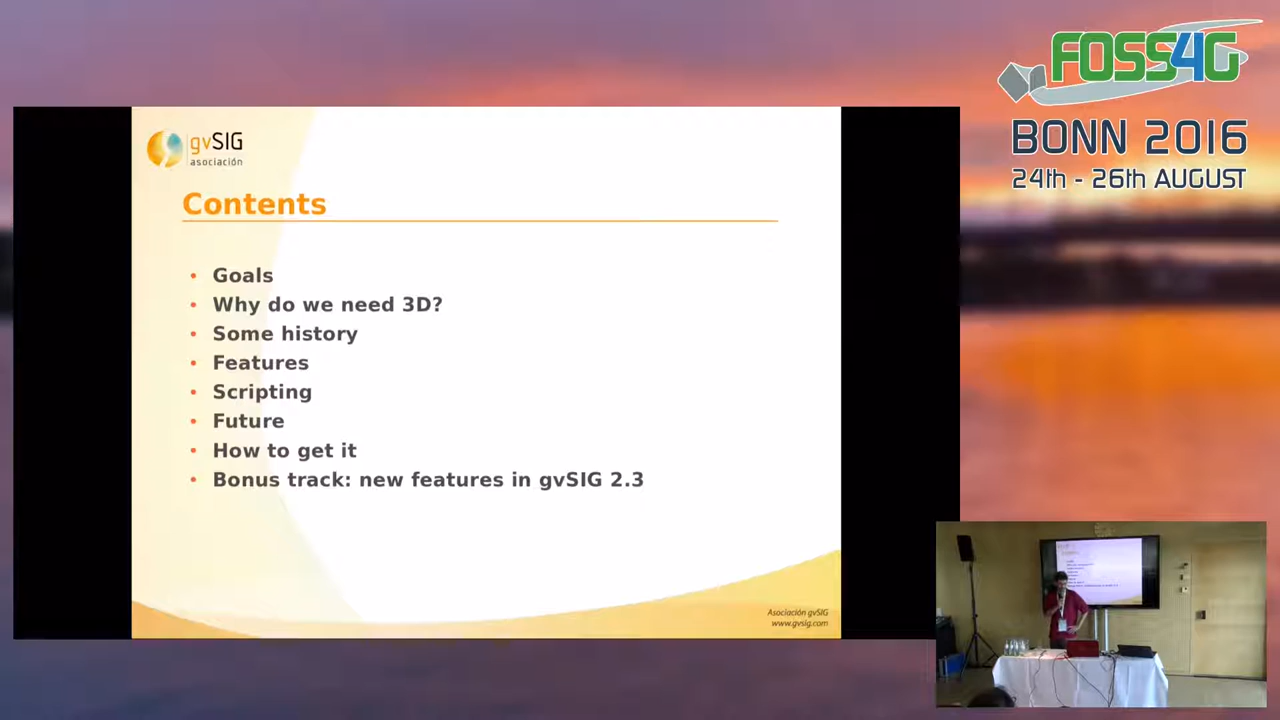 FOSS4G
BONN 2016
24th - 26th AUGUST
gvSIG
asociación
Contents
• Goals
• Why do we need 3D?
• Some history
• Features
• Scripting
• Future
• How to get it
• Bonus track: new features in gvSIG 2.3
Asociación gvSIG
www.gvsig.com